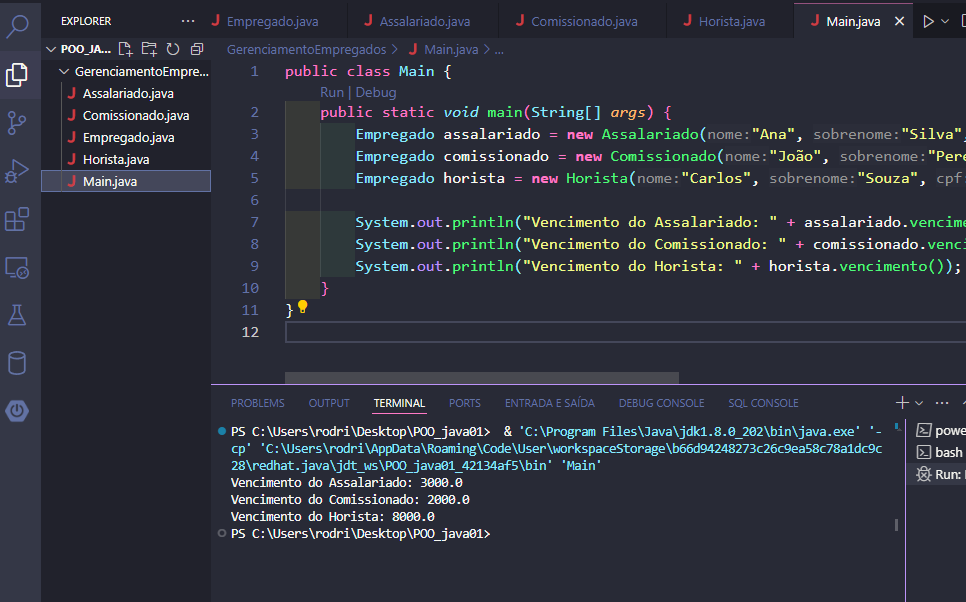 EXPLORER
POO_JA...
GerenciamentoEmpre...
Assalariado.java
Comissionado.java
Empregado.java
Horista.java
Main.java
Empregado.java Assalariado.java Comissionado.java Horista.java Main.java
GerenciamentoEmpregados > Main.java > ...
1 public class Main {
Run | Debug
2 public static void main(String[] args) {
3 Empregado assalariado = new Assalariado(nome:"Ana", sobrenome:"Silva",
4 Empregado comissionado = new Comissionado(nome:"João", sobrenome:"Pere
5 Empregado horista = new Horista(nome:"Carlos", sobrenome:"Souza", cpf:
6
7 System.out.println("Vencimento do Assalariado: " + assalariado.vencime
8 System.out.println("Vencimento do Comissionado: " + comissionado.venci
9 System.out.println("Vencimento do Horista: " + horista.vencimento());
10 }
11 }
12
PROBLEMS OUTPUT TERMINAL PORTS ENTRADA E SAÍDA DEBUG CONSOLE SQL CONSOLE
PS C:\Users\rodri\Desktop\POO_java01> & 'C:\Program Files\Java\jdk1.8.0_202\bin\java.exe' '-
cp' 'C:\Users\rodri\AppData\Roaming\Code\User\workspaceStorage\b66d94248273c26c9ea58c78a1dc9c
28\redhat.java\jdt_ws\POO_java01_42134af5\bin' 'Main'
Vencimento do Assalariado: 3000.0
Vencimento do Comissionado: 2000.0
Vencimento do Horista: 8000.0
PS C:\Users\rodri\Desktop\POO_java01>
powe
bash
Run: